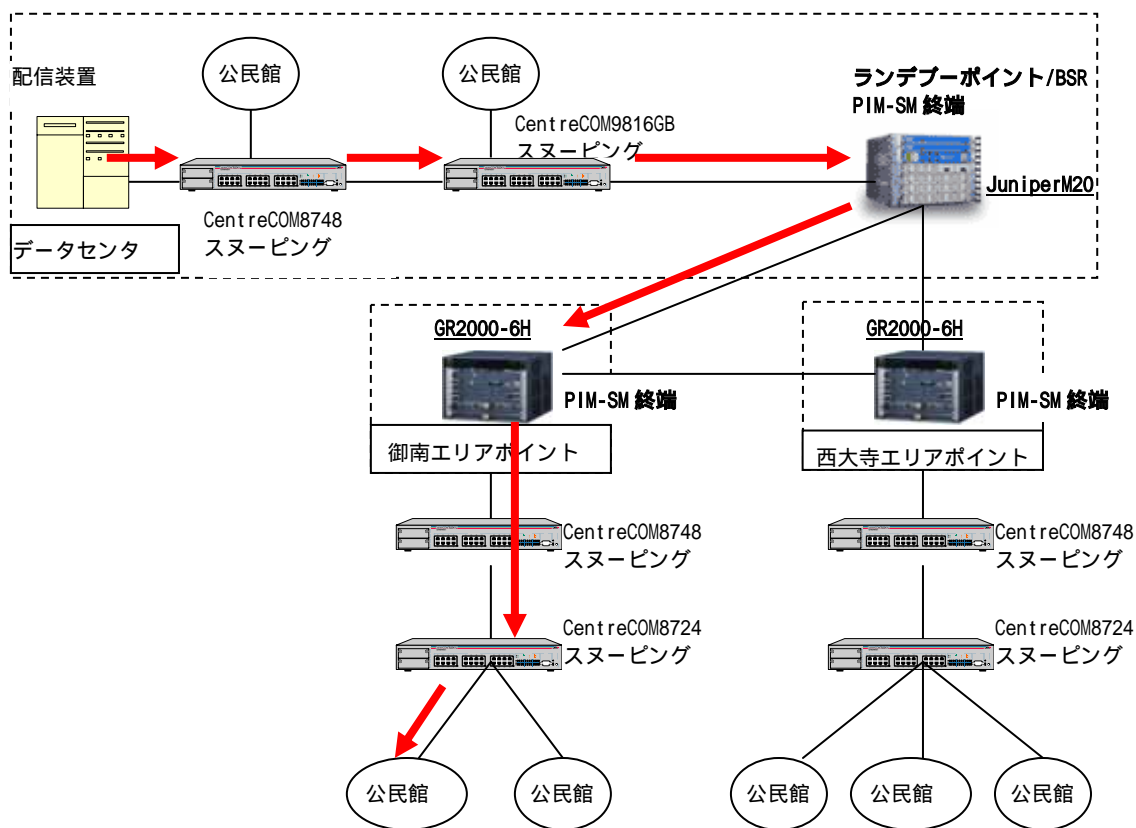 配信装置
公民館
公民館
ランデブーポイント/BSR
PIM-SM 終端
CentreCOM9816GB
スヌーピング
JuniperM20
CentreCOM8748
スヌーピング
データセンタ
GR2000-6H
GR2000-6H
PIM-SM 終端
PIM-SM 終端
御南エリアポイント
西大寺エリアポイント
CentreCOM8748
スヌーピング
CentreCOM8748
スヌーピング
CentreCOM8724
スヌーピング
CentreCOM8724
スヌーピング
公民館
公民館
公民館
公民館
公民館